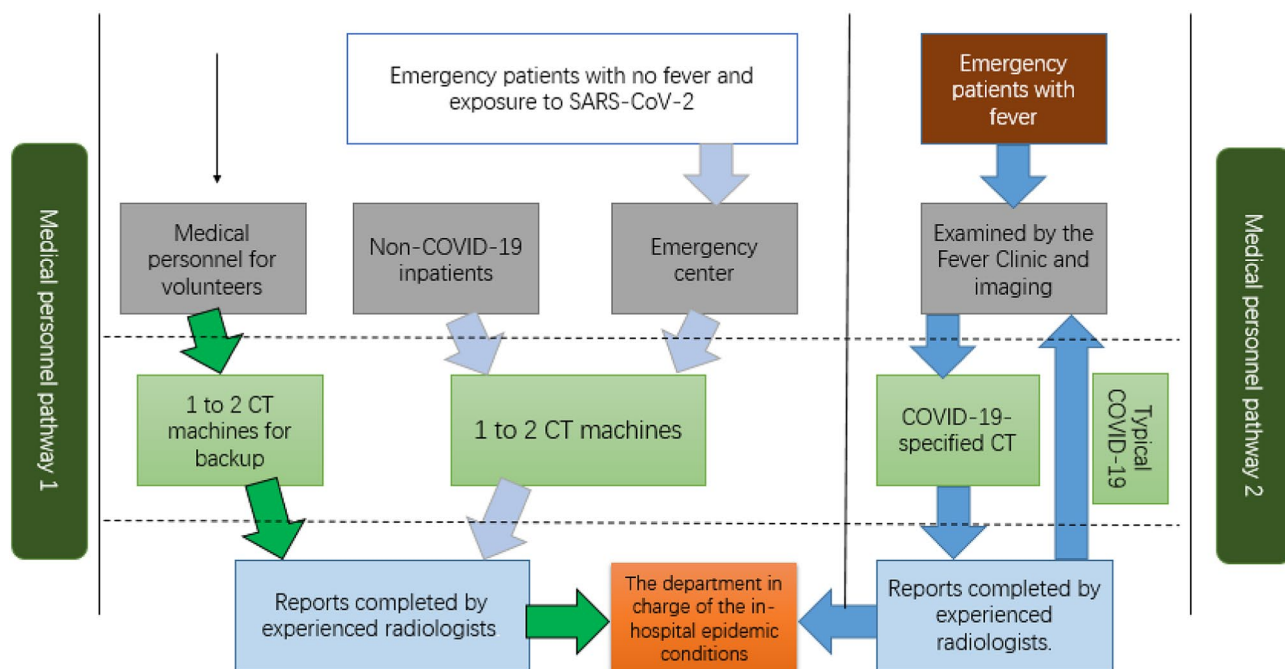 Medical personnel pathway 1
Emergency patients with no fever and
exposure to SARS-CoV-2
Emergency
patients with
fever
Medical
personnel for
volunteers
Non-COVID-19
inpatients
Emergency
center
Examined by the
Fever Clinic and
imaging
1 to 2 CT
machines for
backup
1 to 2 CT machines
COVID-19-
specified CT
Typical
COVID-19
Reports completed by
experienced radiologists.
The department in
charge of the in-
hospital epidemic
conditions
Reports completed by
experienced
radiologists.
Medical personnel pathway 2